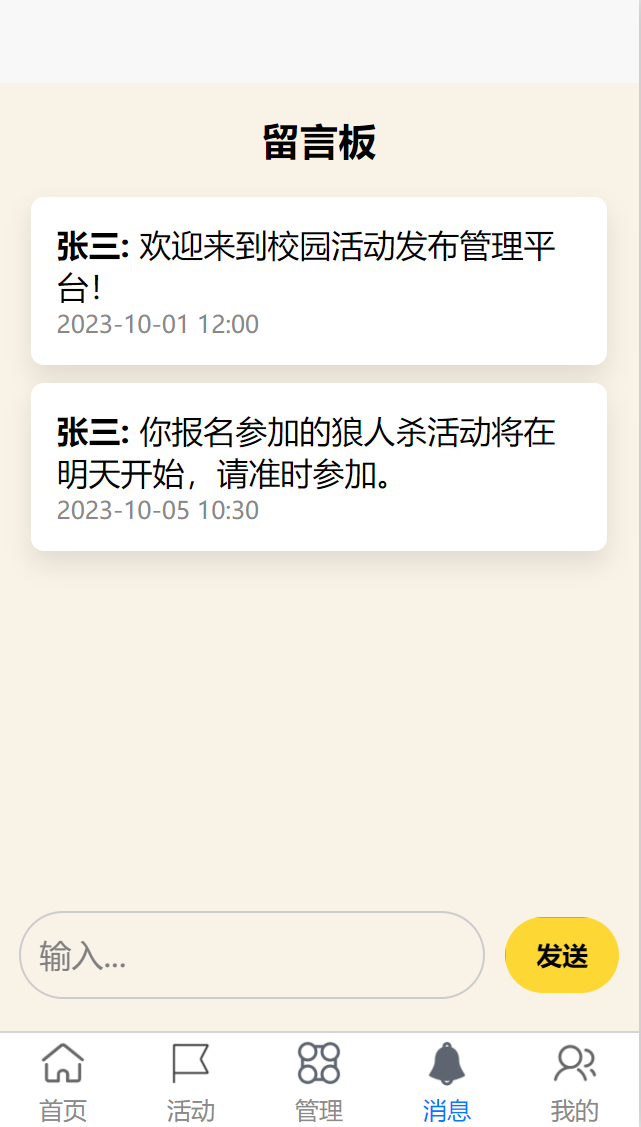 留言板
张三: 欢迎来到校园活动发布管理平
台!
2023-10-01 12:00
张三: 你报名参加的狼人杀活动将在
明天开始，请准时参加。
2023-10-05 10:30
输入...
发送
首页 活动 管理 消息 我的